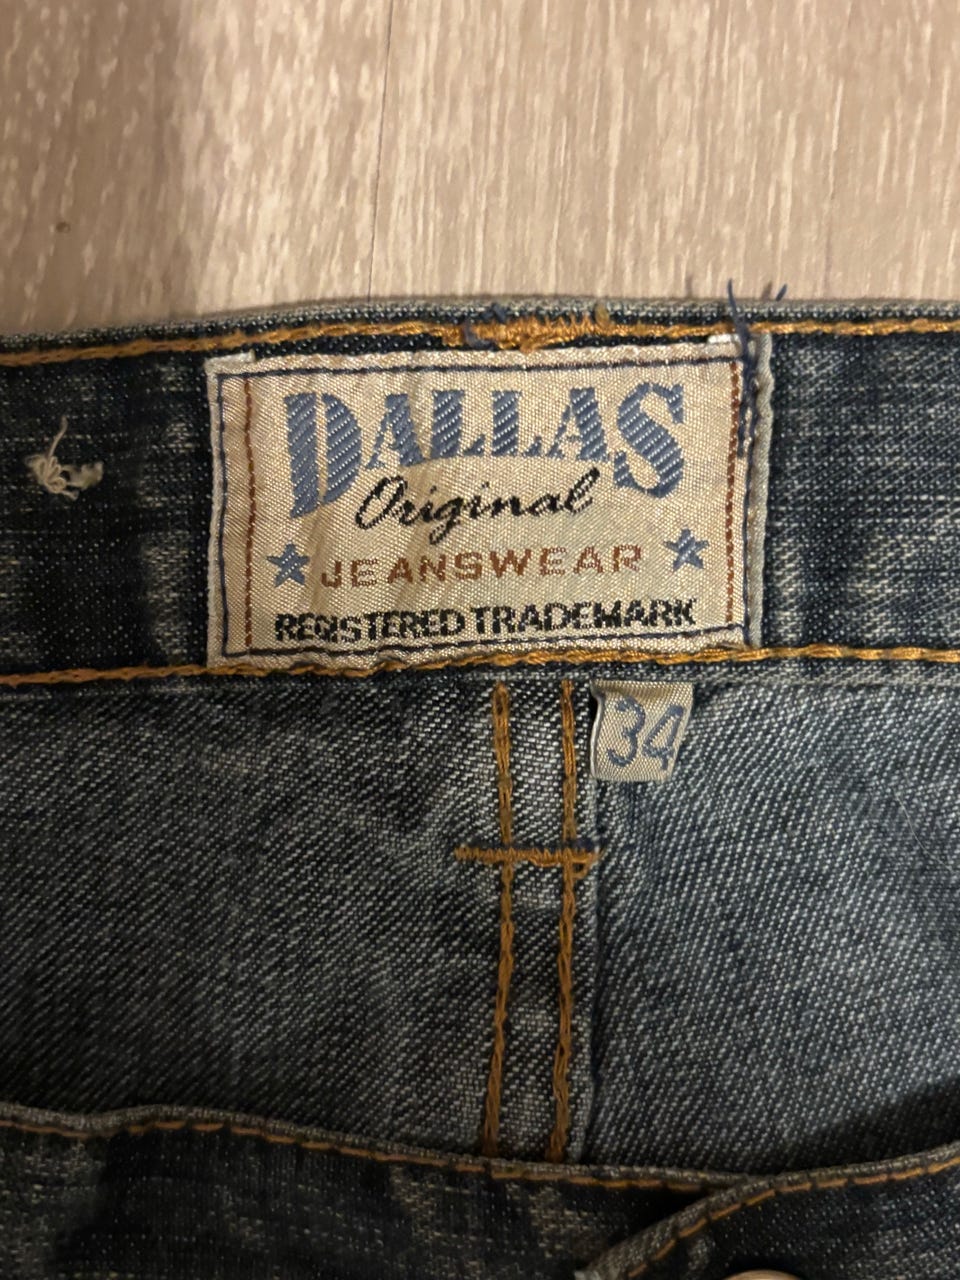 DALLAS
Original
JEANSWEAR
REGISTERED TRADEMARK
34